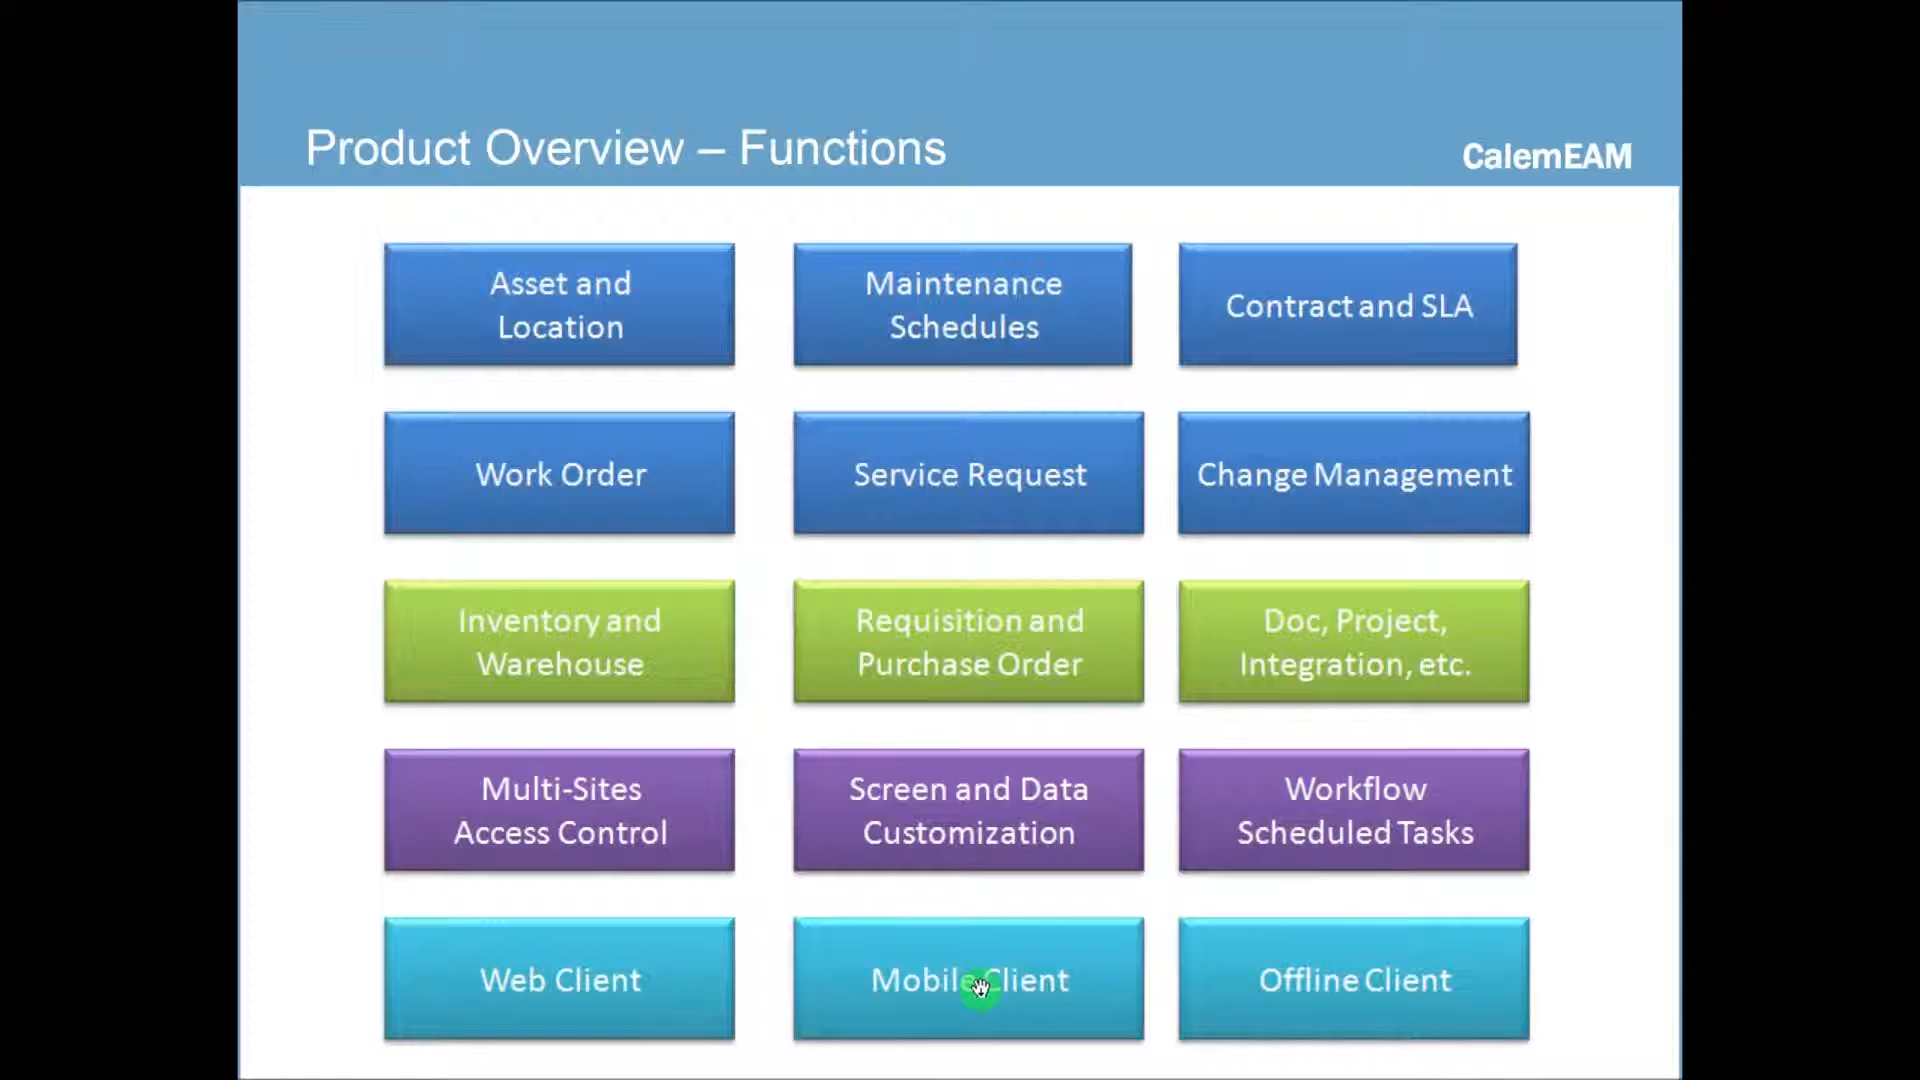 Product Overview – Functions
CalemEAM
Asset and
Location
Maintenance
Schedules
Contract and SLA
Work Order
Service Request
Change Management
Inventory and
Warehouse
Requisition and
Purchase Order
Doc, Project,
Integration, etc.
Multi-Sites
Access Control
Screen and Data
Customization
Workflow
Scheduled Tasks
Web Client
Mobile Client
Offline Client